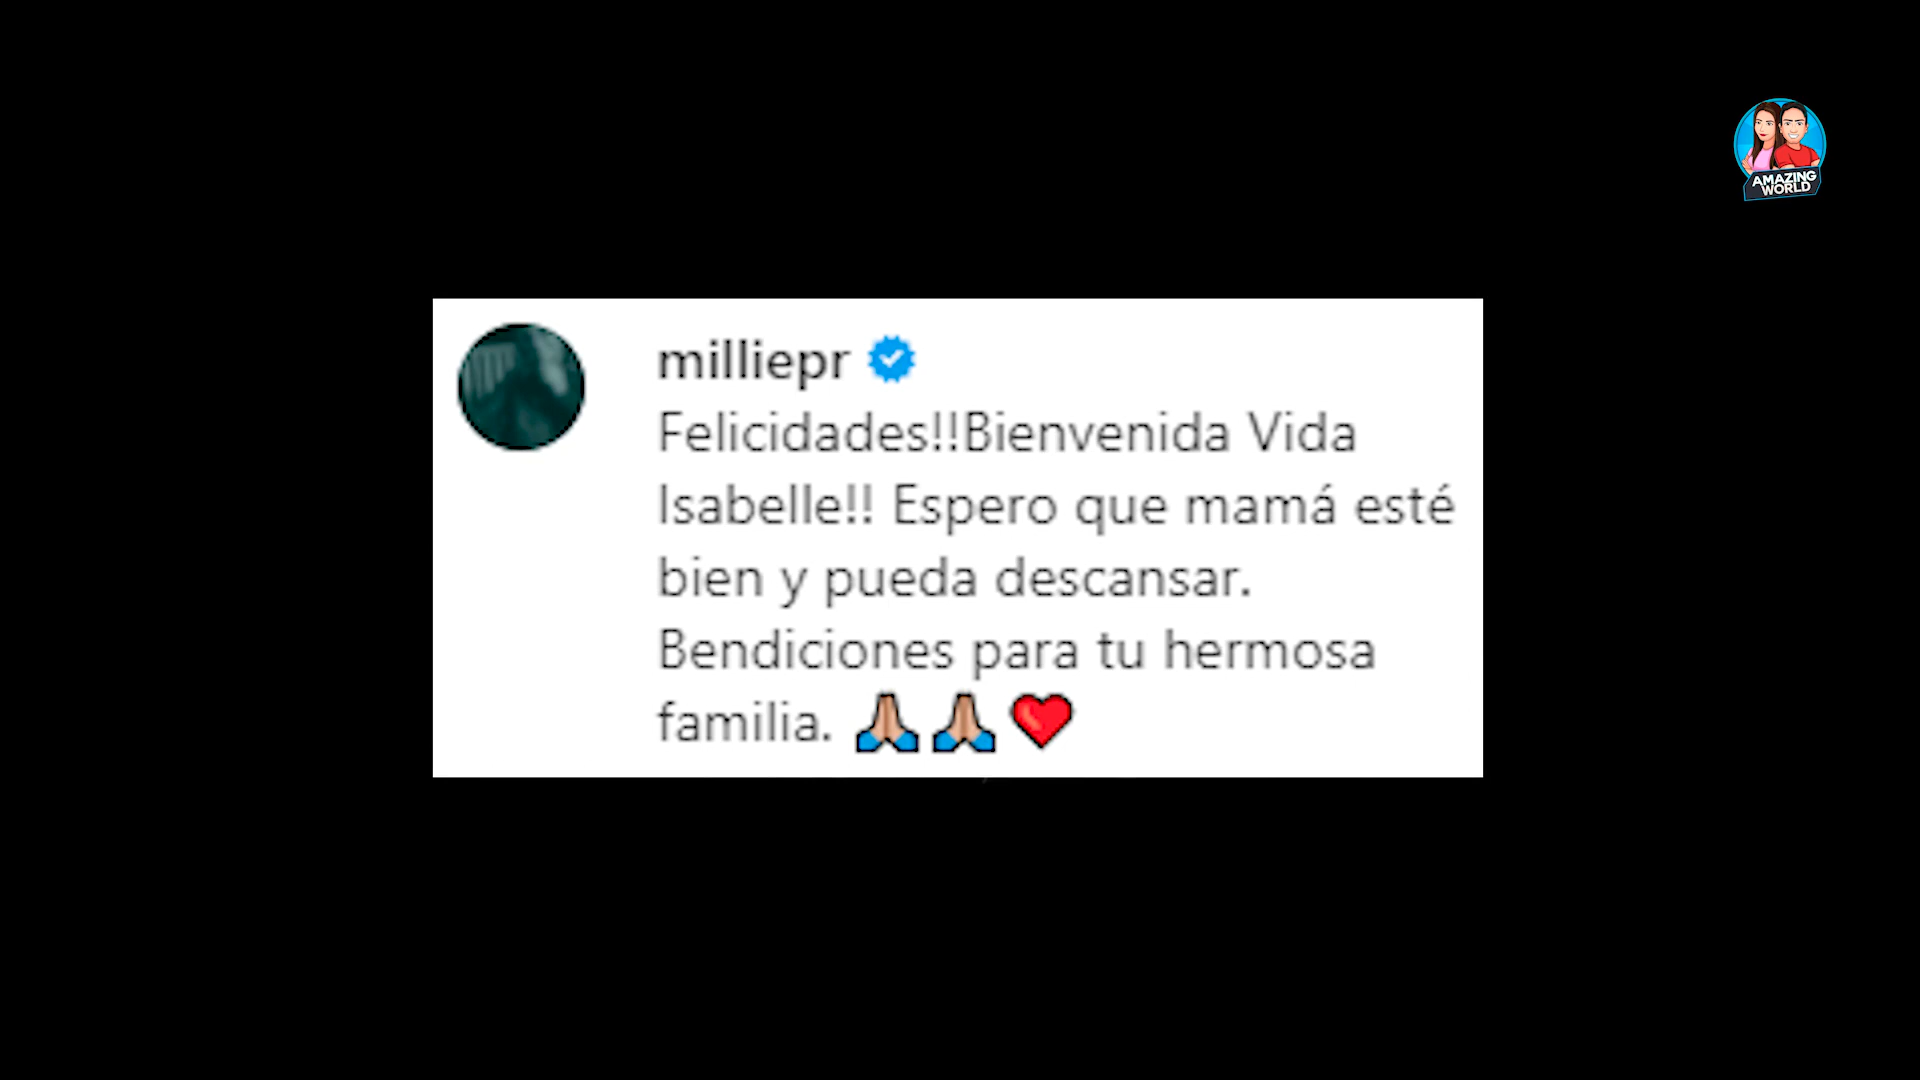 AMAZING
WORLD
milliepr
Felicidades!!Bienvenida Vida
Isabelle!! Espero que mamá esté
bien y pueda descansar.
Bendiciones para tu hermosa
familia. 🙏🏼🙏🏼❤️